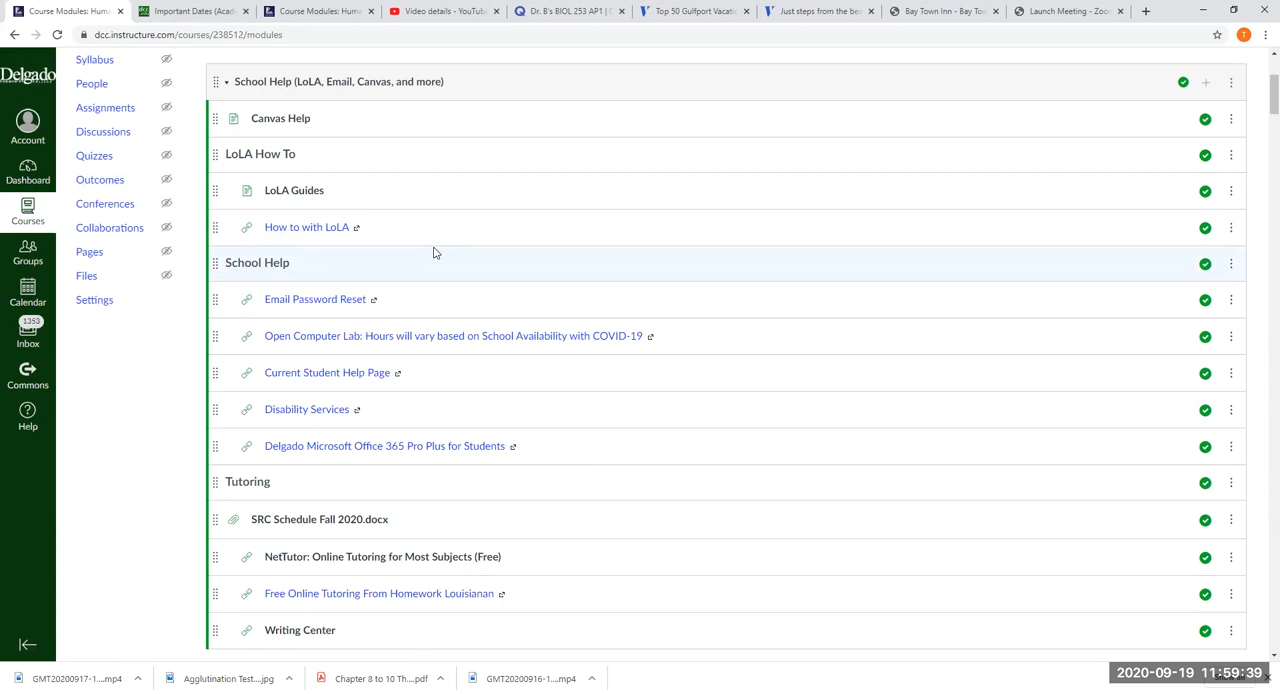 Course Modules: Hum
Important Dates (Acad
Course Modules: Hum
Video details - YouTub
Dr. B's BIOL 253 AP1 | C
Top 50 Gulfport Vacatio
Just steps from the bea
Bay Town Inn - Bay Tow
Launch Meeting - Zoo
dcc.instructure.com/courses/238512/modules
T
Delgado
Account
Dashboard
Courses
Groups
Calendar
1353
Inbox
Commons
Help
Syllabus
People
Assignments
Discussions
Quizzes
Outcomes
Conferences
Collaborations
Pages
Files
Settings
School Help (LoLA, Email, Canvas, and more)
Canvas Help
LoLA How To
LoLA Guides
How to with LoLA
School Help
Email Password Reset
Open Computer Lab: Hours will vary based on School Availability with COVID-19
Current Student Help Page
Disability Services
Delgado Microsoft Office 365 Pro Plus for Students
Tutoring
SRC Schedule Fall 2020.docx
NetTutor: Online Tutoring for Most Subjects (Free)
Free Online Tutoring From Homework Louisianan
Writing Center
GMT20200917-1....mp4
Agglutination Test....jpg
Chapter 8 to 10 Th....pdf
2020-09-19 11:59:39